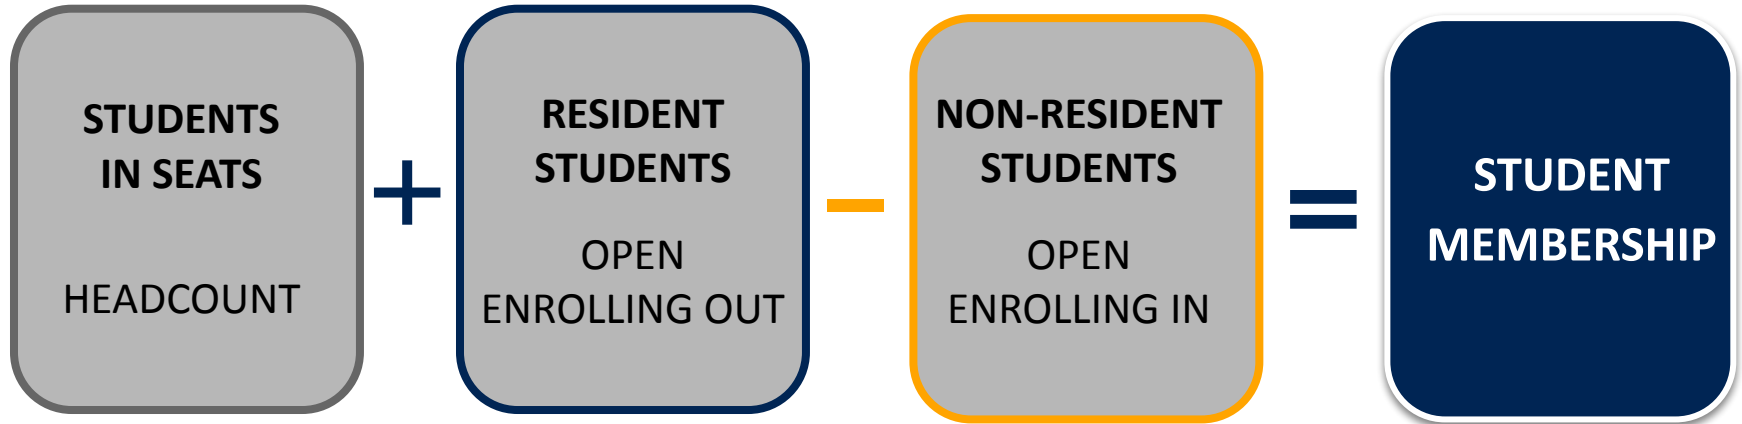 STUDENTS
IN SEATS
HEADCOUNT
+
RESIDENT
STUDENTS
OPEN
ENROLLING OUT
–
NON-RESIDENT
STUDENTS
OPEN
ENROLLING IN
=
STUDENT
MEMBERSHIP